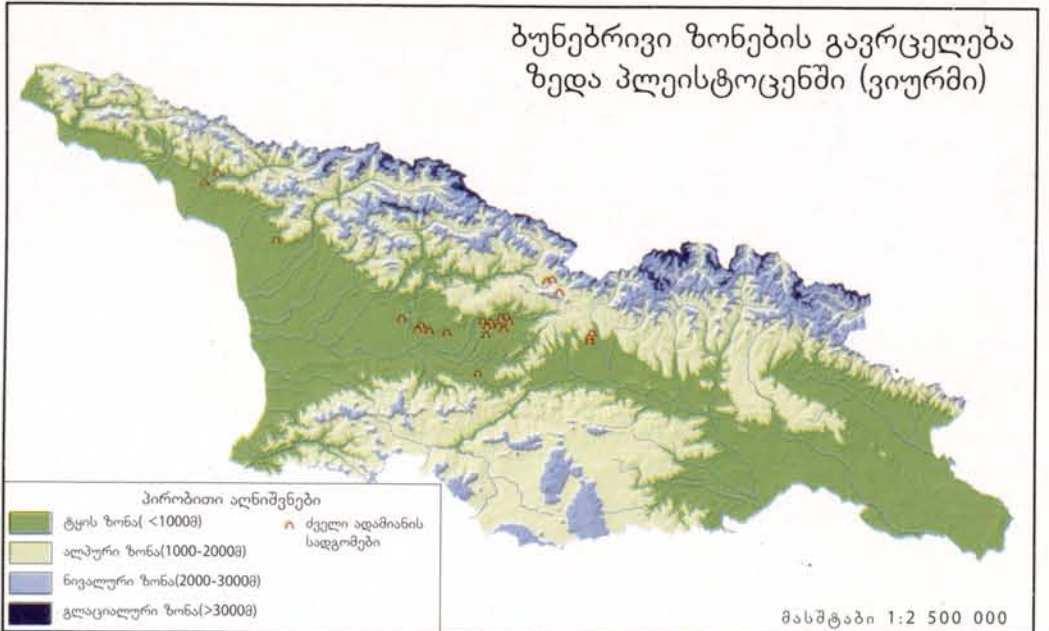 ბუნებრივი ზონების გავრცელება
ზედა პლეისტოცენში (ვიურმი)
პირობითი აღნიშვნები
ტყის ზონა( <1000მ)
ალპური ზონა(1000-2000მ)
ნივალური ზონა(2000-3000მ)
გლაციალური ზონა(>3000მ)
ძველი ადამიანის
სადგომები
მასშტაბი 1:2 500 000